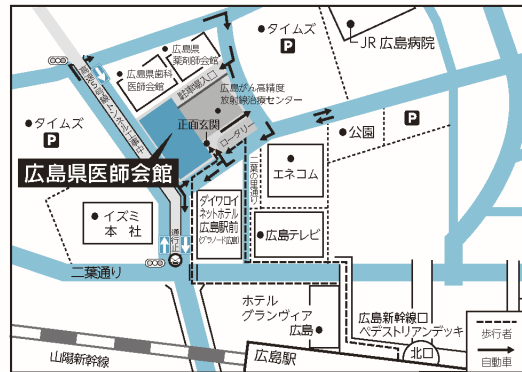 タイムズ
P
JR 広島病院
広島県
薬剤師会館
広島県歯科
医師会館
駐車場入口
広島がん高精度
放射線治療センター
P
タイムズ
正面玄関
ロータリー
公園
広島県医師会館
二葉の里通り
エネコム
イズミ
本社
ダイワロイ
ネットホテル
広島駅前
(グラノード広島)
広島テレビ
通行止
二葉通り
ホテル
グランヴィア
広島
広島新幹線口
ペデストリアンデッキ
北口
山陽新幹線
広島駅
歩行者
自動車